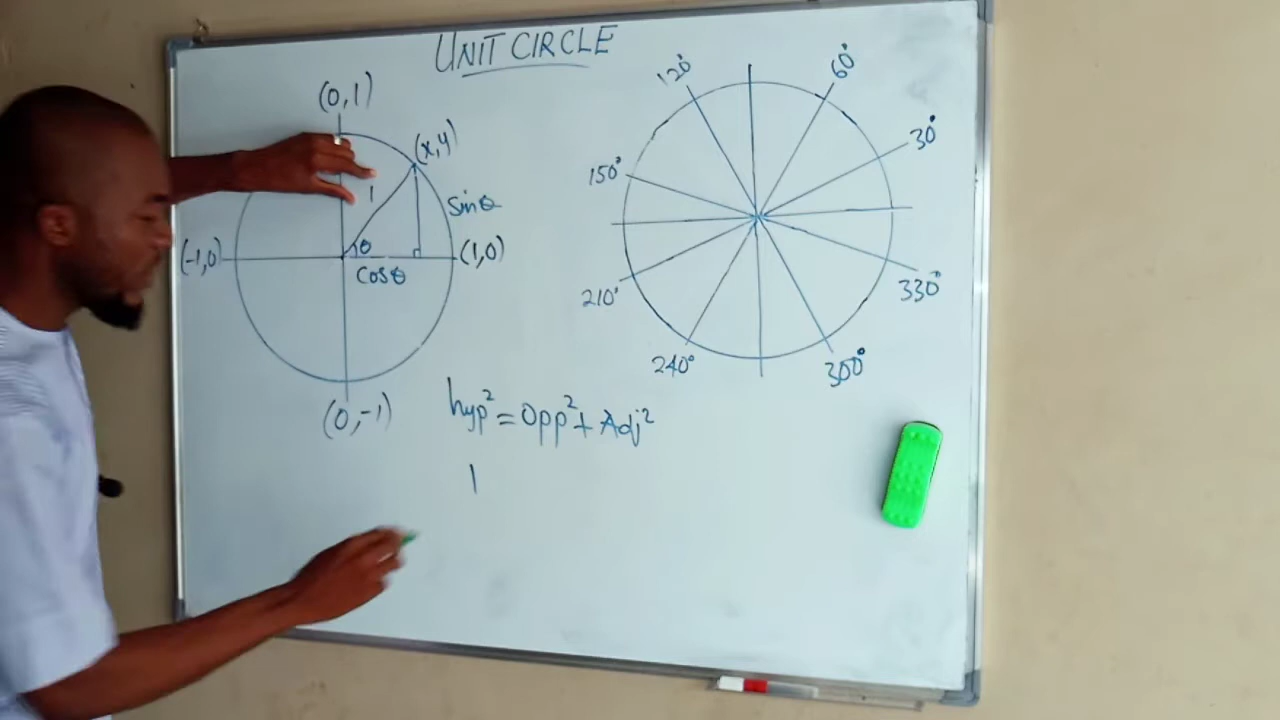 UNIT CIRCLE
(0,1)
(x,y)
1
sinθ
θ
(-1,0)
(1,0)
cosθ
(0,-1)
120°
60°
30°
150°
210°
330°
240°
300°
hyp² = Opp² + Adj²
1